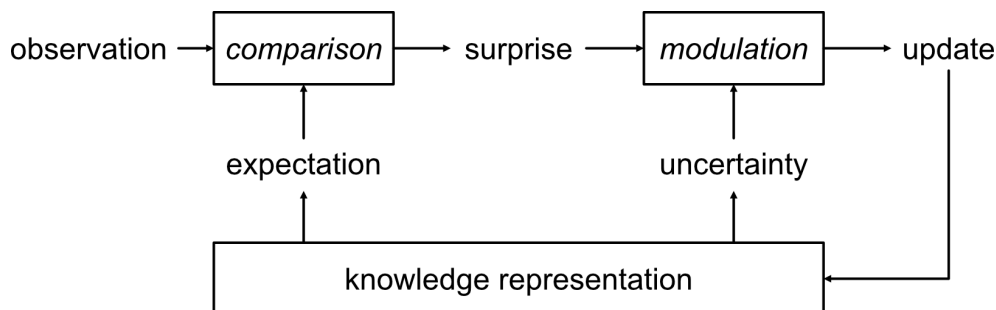 observation
comparison
surprise
modulation
update
expectation
uncertainty
knowledge representation